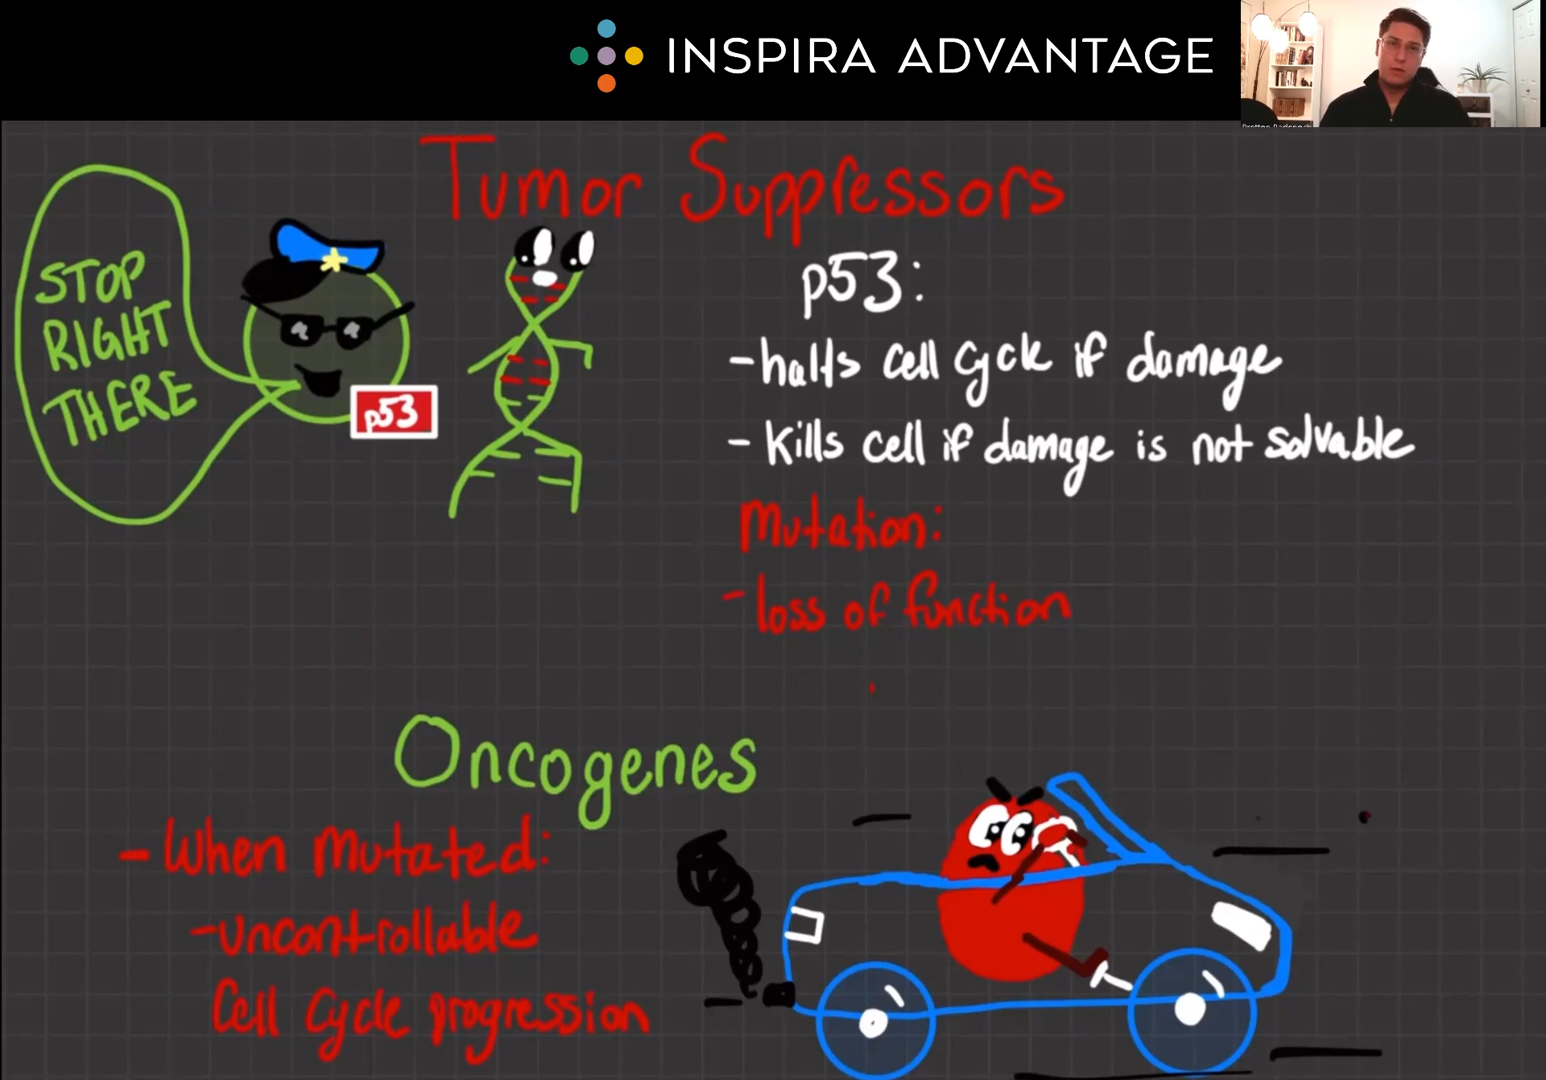 INSPIRA ADVANTAGE
Tumor Suppressors
STOP
RIGHT
THERE
p53
p53:
- halts cell cycle if damage
- Kills cell if damage is not solvable
Mutation:
- loss of function
Oncogenes
- When mutated:
- uncontrollable
Cell Cycle progression